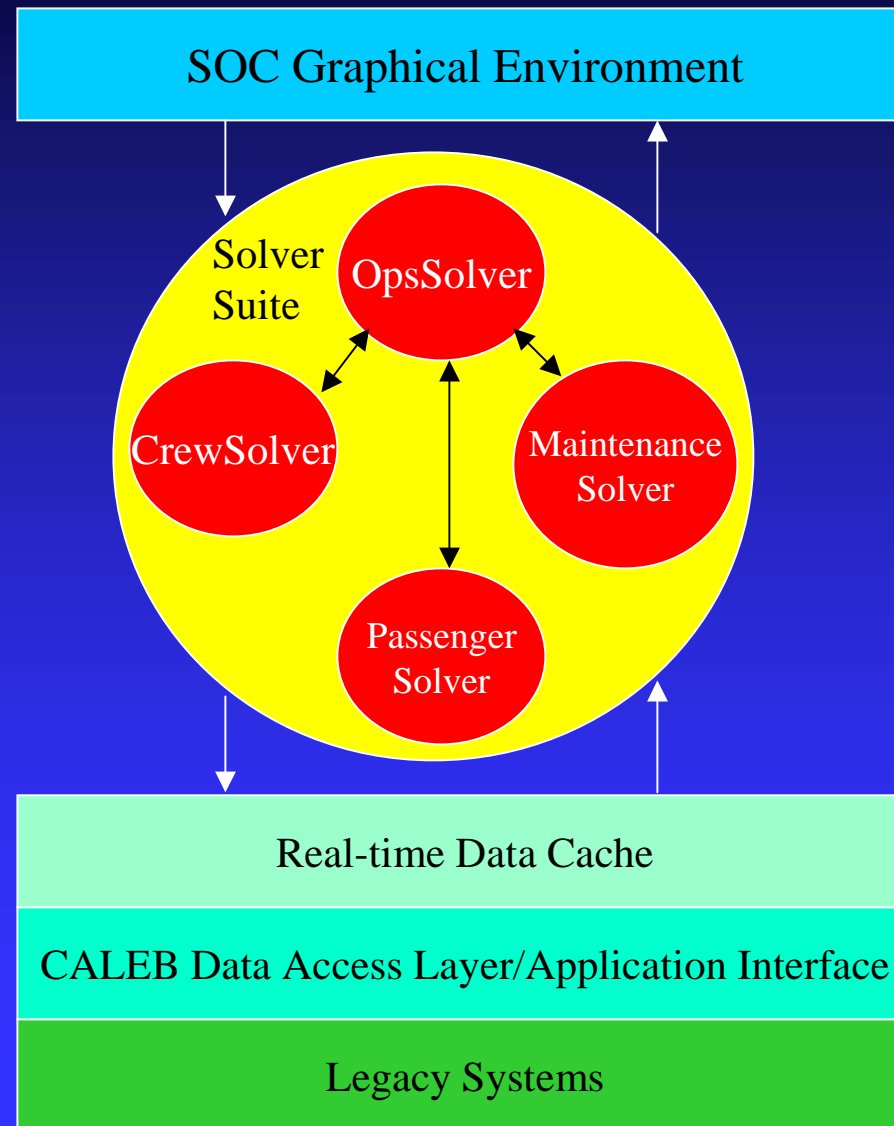 SOC Graphical Environment
Solver
Suite
OpsSolver
CrewSolver
Maintenance
Solver
Passenger
Solver
Real-time Data Cache
CALEB Data Access Layer/Application Interface
Legacy Systems